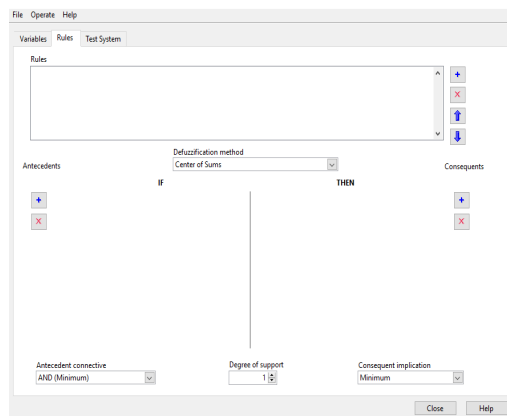 File Operate Help
Variables Rules Test System
Rules
+
X
Defuzzification method
Center of Sums
Antecedents Consequents
IF THEN
+ +
X X
Antecedent connective Degree of support Consequent implication
AND (Minimum) 1 Minimum
Close Help